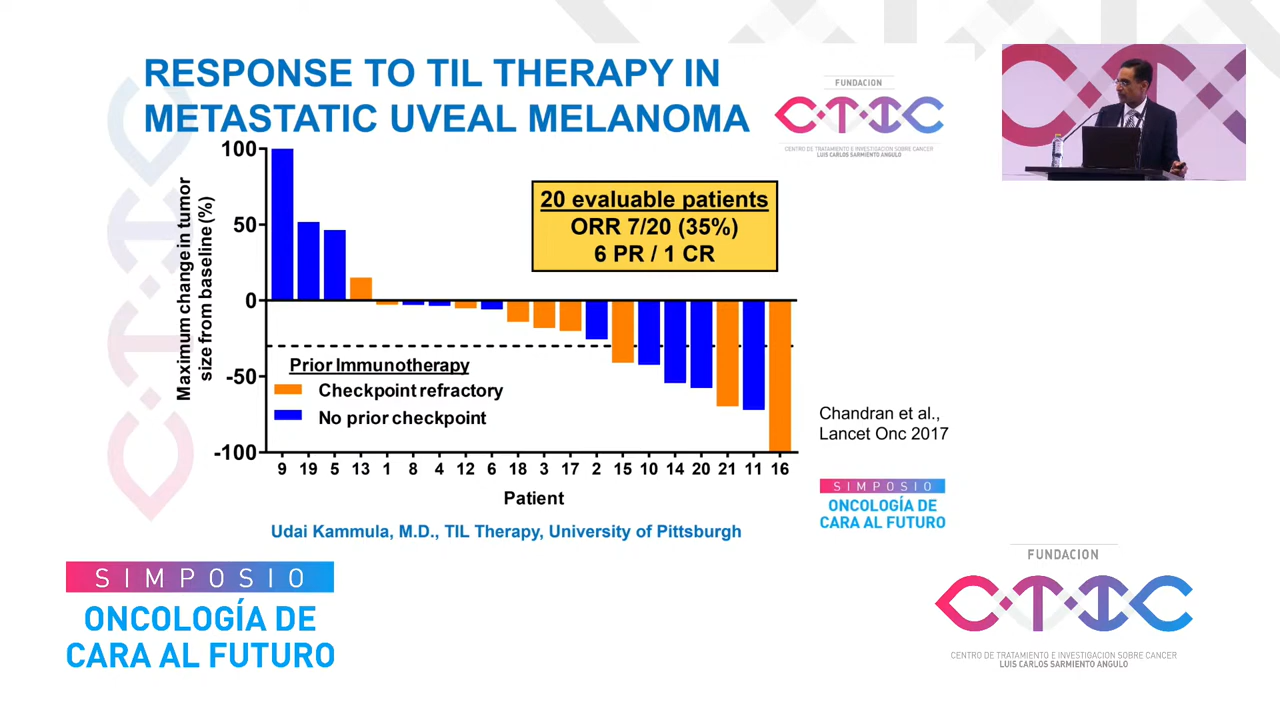 RESPONSE TO TIL THERAPY IN
METASTATIC UVEAL MELANOMA
FUNDACION
CTIC
CENTRO DE TRATAMIENTO E INVESTIGACION SOBRE CANCER
LUIS CARLOS SARMIENTO ANGULO
Maximum change in tumor
size from baseline (%)
100
50
0
-50
-100
20 evaluable patients
ORR 7/20 (35%)
6 PR / 1 CR
Prior Immunotherapy
Checkpoint refractory
No prior checkpoint
9 19 5 13 1 8 4 12 6 18 3 17 2 15 10 14 20 21 11 16
Patient
Chandran et al.,
Lancet Onc 2017
Udai Kammula, M.D., TIL Therapy, University of Pittsburgh
SIMPOSIO
ONCOLOGÍA DE
CARA AL FUTURO
SIMPOSIO
ONCOLOGÍA DE
CARA AL FUTURO
FUNDACION
CTIC
CENTRO DE TRATAMIENTO E INVESTIGACION SOBRE CANCER
LUIS CARLOS SARMIENTO ANGULO